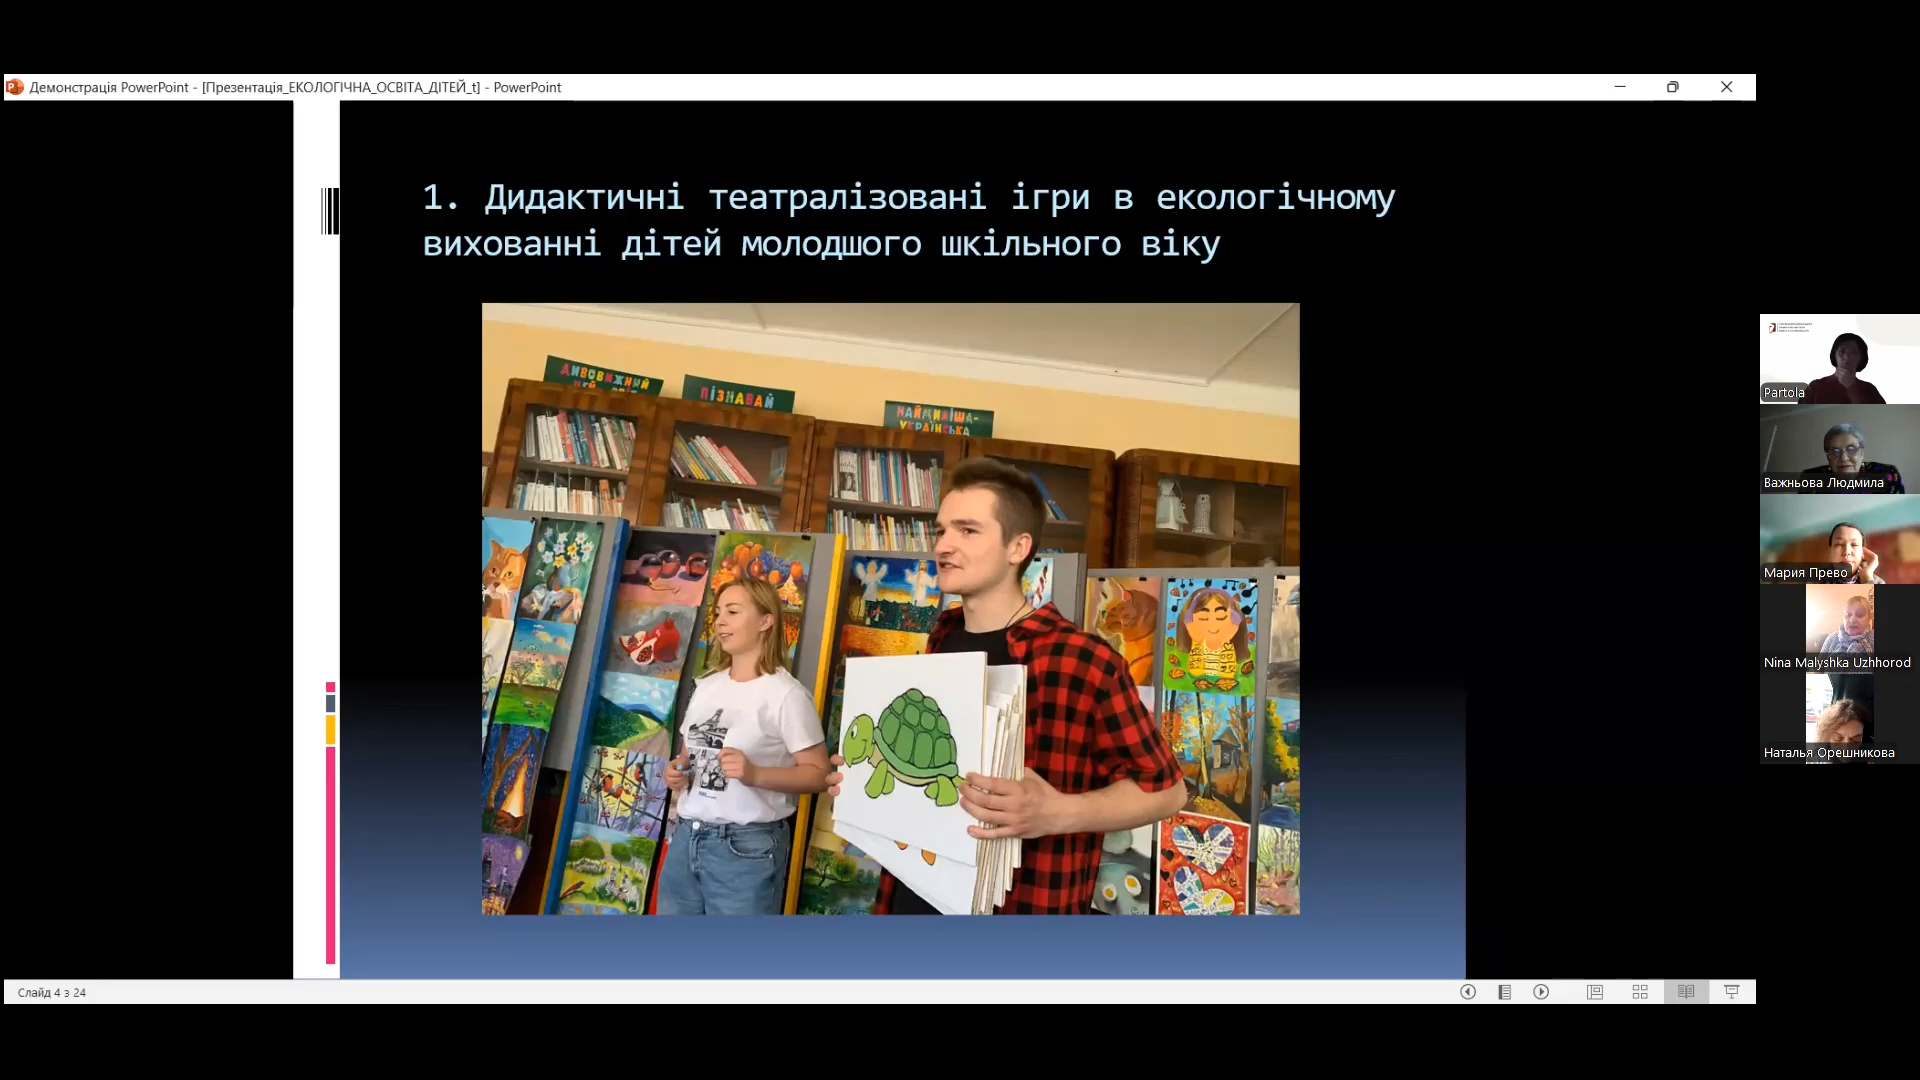 Демонстрація PowerPoint - [Презентація_ЕКОЛОГІЧНА_ОСВІТА_ДІТЕЙ_t] - PowerPoint
1. Дидактичні театралізовані ігри в екологічному
вихованні дітей молодшого шкільного віку
ДИВОВИЖНИЙ
ПІЗНАВАЙ
НАЙМИЛІША-
УКРАЇНСЬКА
Partola
Важньова Людмила
Мария Прево
Nina Malyshka Uzhhorod
Наталья Орешникова
Слайд 4 з 24